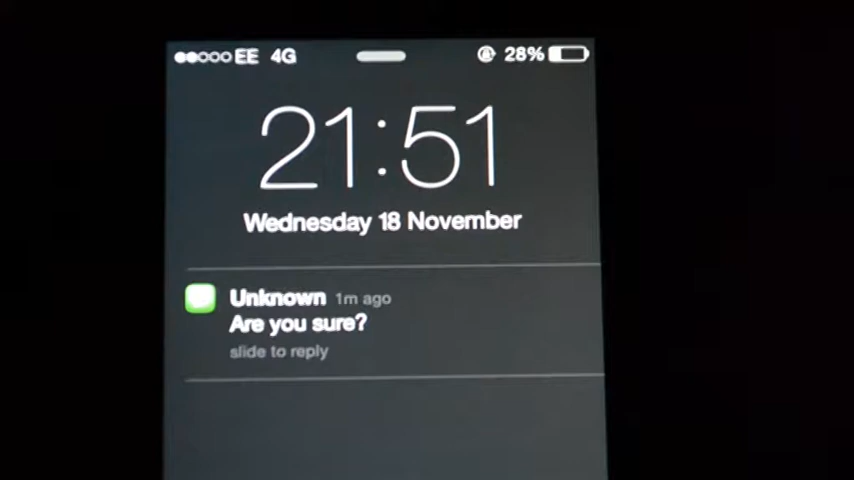 EE 4G 28%
21:51
Wednesday 18 November
Unknown 1m ago
Are you sure?
slide to reply